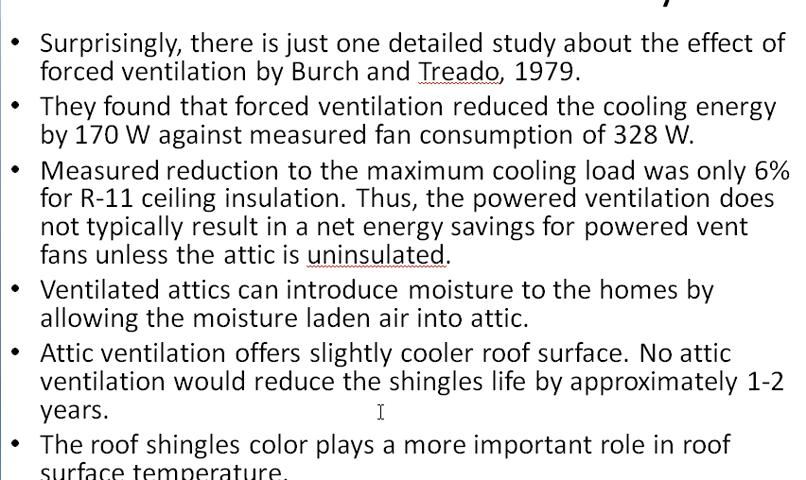 • Surprisingly, there is just one detailed study about the effect of
forced ventilation by Burch and Treado, 1979.
• They found that forced ventilation reduced the cooling energy
by 170 W against measured fan consumption of 328 W.
• Measured reduction to the maximum cooling load was only 6%
for R-11 ceiling insulation. Thus, the powered ventilation does
not typically result in a net energy savings for powered vent
fans unless the attic is uninsulated.
• Ventilated attics can introduce moisture to the homes by
allowing the moisture laden air into attic.
• Attic ventilation offers slightly cooler roof surface. No attic
ventilation would reduce the shingles life by approximately 1-2
years.
• The roof shingles color plays a more important role in roof
surface temperature.